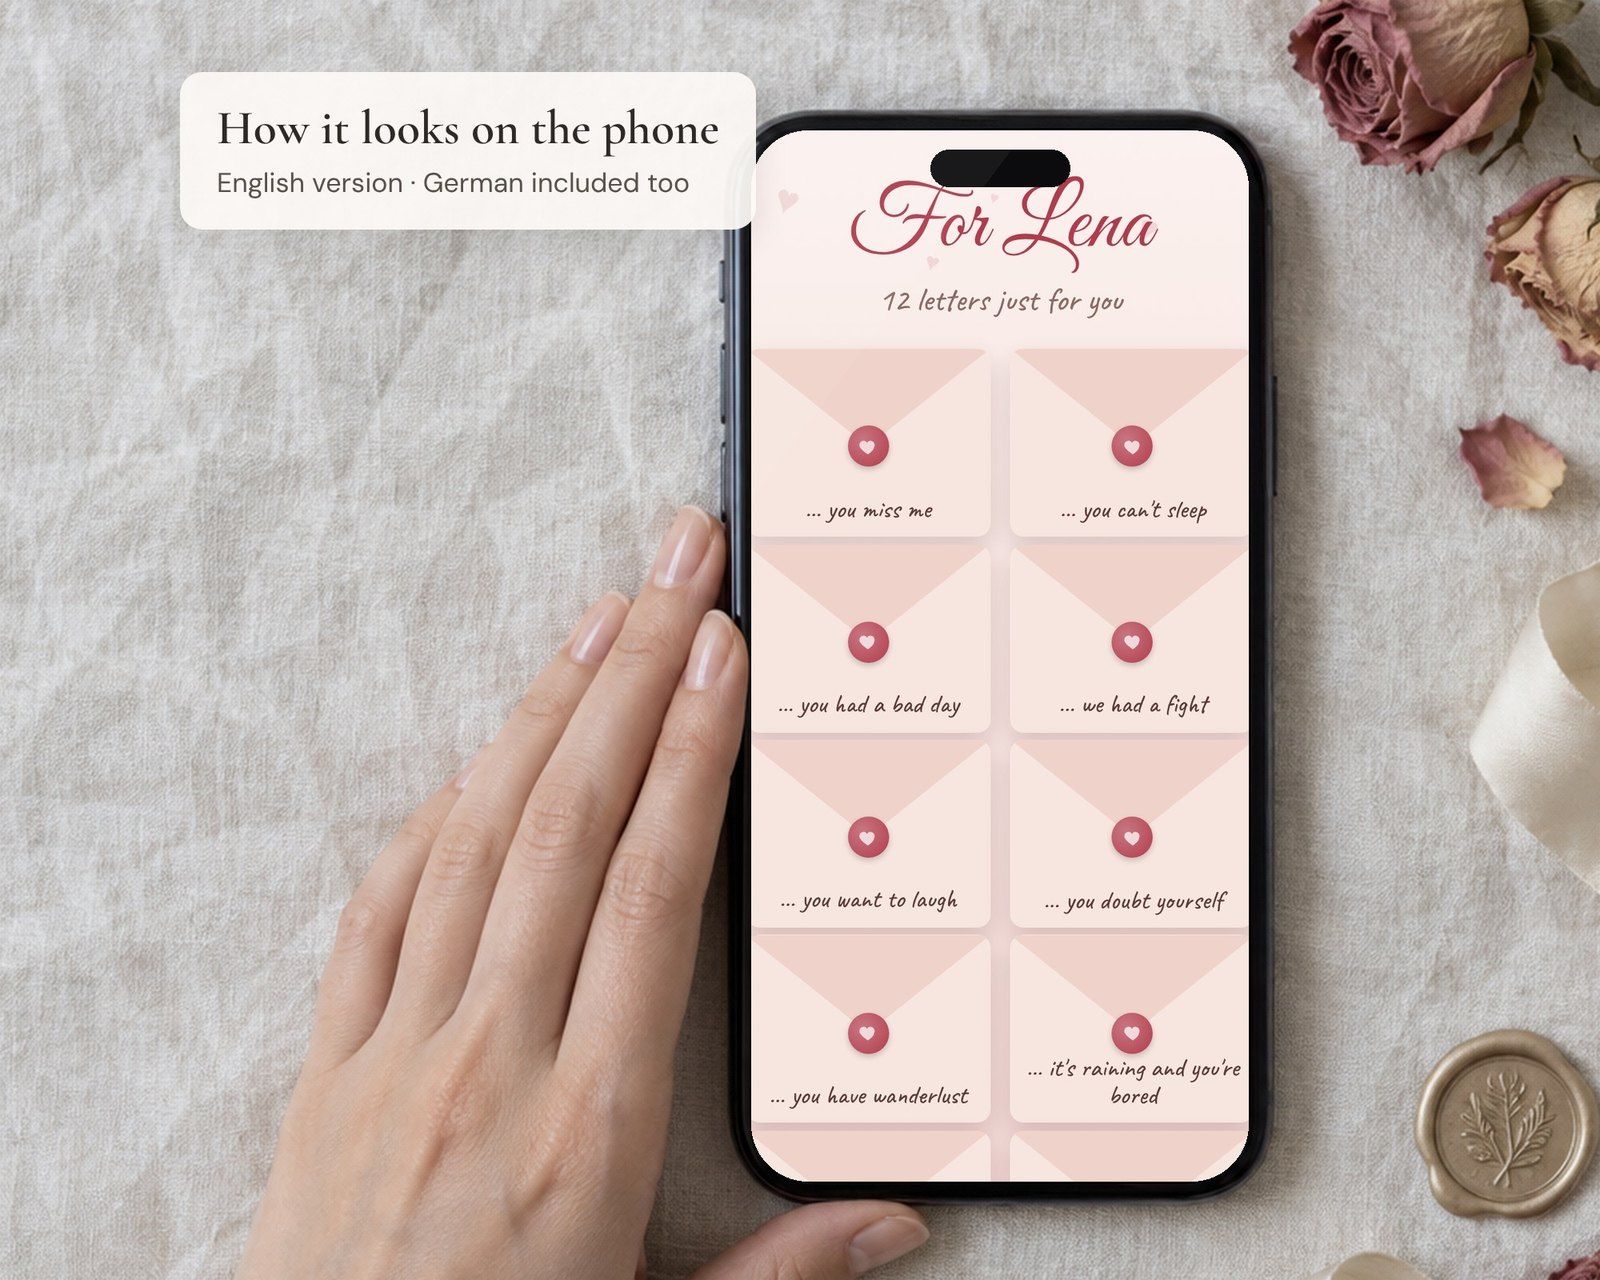 How it looks on the phone
English version · German included too
For Lena
12 letters just for you
... you miss me
... you can't sleep
... you had a bad day
... we had a fight
... you want to laugh
... you doubt yourself
... you have wanderlust
... it's raining and you're
bored